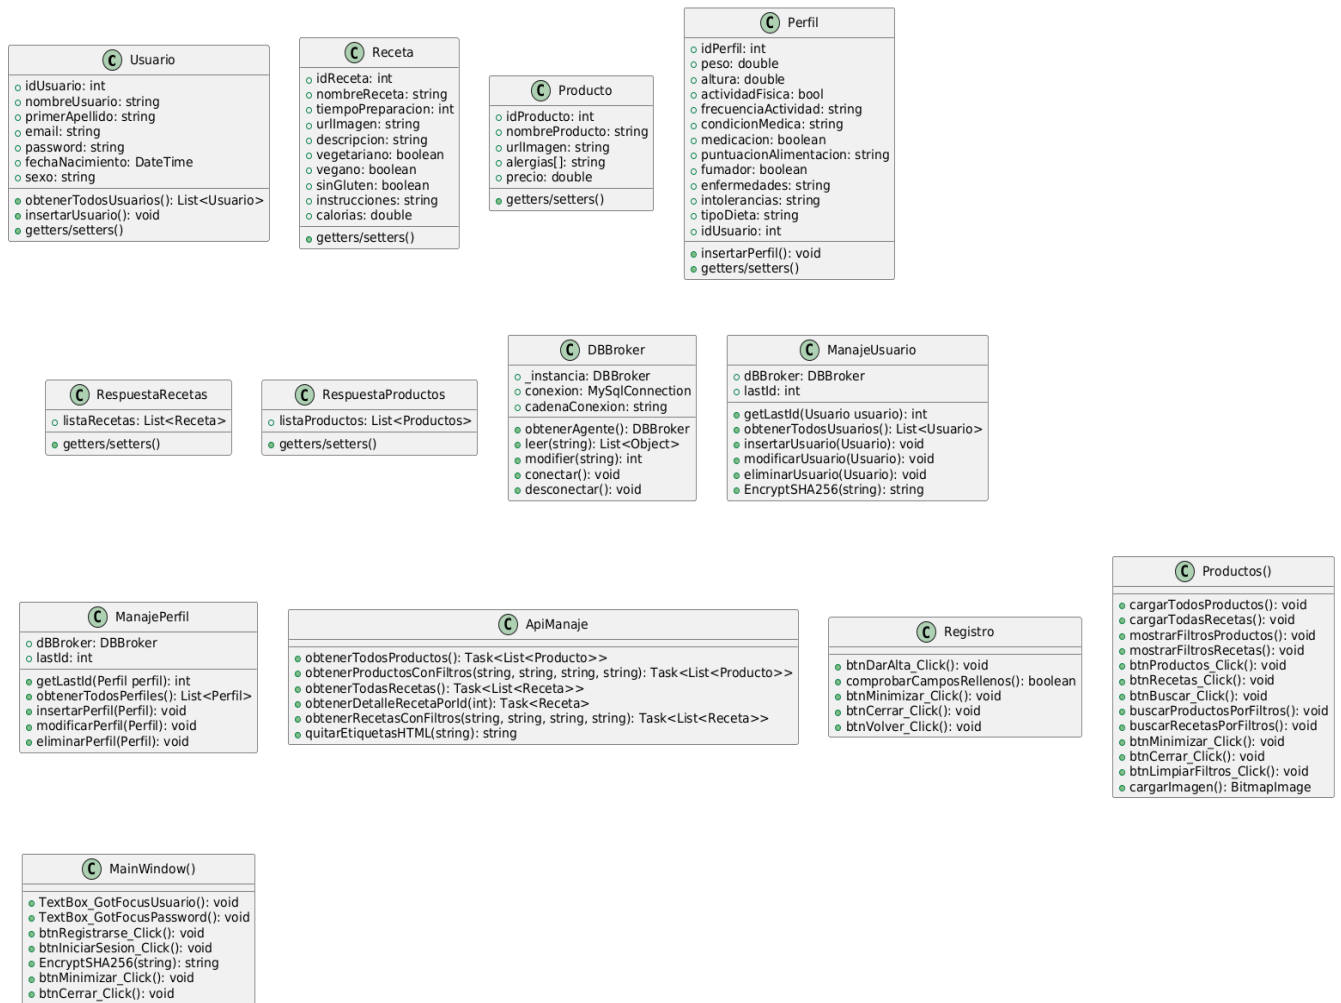 C Usuario
idUsuario: int
nombreUsuario: string
primerApellido: string
email: string
password: string
fechaNacimiento: DateTime
sexo: string
obtenerTodosUsuarios(): List<Usuario>
insertarUsuario(): void
getters/setters()
C Receta
idReceta: int
nombreReceta: string
tiempoPreparacion: int
urlImagen: string
descripcion: string
vegetariano: boolean
vegano: boolean
sinGluten: boolean
instrucciones: string
calorias: double
getters/setters()
C Producto
idProducto: int
nombreProducto: string
urlImagen: string
alergias[]: string
precio: double
getters/setters()
C Perfil
idPerfil: int
peso: double
altura: double
actividadFisica: bool
frecuenciaActividad: string
condicionMedica: string
medicacion: boolean
puntuacionAlimentacion: string
fumador: boolean
enfermedades: string
intolerancias: string
tipoDieta: string
idUsuario: int
insertarPerfil(): void
getters/setters()
C RespuestaRecetas
listaRecetas: List<Receta>
getters/setters()
C RespuestaProductos
listaProductos: List<Productos>
getters/setters()
C DBBroker
_instancia: DBBroker
conexion: MySqlConnection
cadenaConexion: string
obtenerAgente(): DBBroker
leer(string): List<Object>
modifier(string): int
conectar(): void
desconectar(): void
C ManajeUsuario
dBBroker: DBBroker
lastId: int
getLastId(Usuario usuario): int
obtenerTodosUsuarios(): List<Usuario>
insertarUsuario(Usuario): void
modificarUsuario(Usuario): void
eliminarUsuario(Usuario): void
EncryptSHA256(string): string
C ManajePerfil
dBBroker: DBBroker
lastId: int
getLastId(Perfil perfil): int
obtenerTodosPerfiles(): List<Perfil>
insertarPerfil(Perfil): void
modificarPerfil(Perfil): void
eliminarPerfil(Perfil): void
C ApiManaje
obtenerTodosProductos(): Task<List<Producto>>
obtenerProductosConFiltros(string, string, string, string): Task<List<Producto>>
obtenerTodasRecetas(): Task<List<Receta>>
obtenerDetalleRecetaPorId(int): Task<Receta>
obtenerRecetasConFiltros(string, string, string, string): Task<List<Receta>>
quitarEtiquetasHTML(string): string
C Registro
btnDarAlta_Click(): void
comprobarCamposRellenos(): boolean
btnMinimizar_Click(): void
btnCerrar_Click(): void
btnVolver_Click(): void
C Productos()
cargarTodosProductos(): void
cargarTodasRecetas(): void
mostrarFiltrosProductos(): void
mostrarFiltrosRecetas(): void
btnProductos_Click(): void
btnRecetas_Click(): void
btnBuscar_Click(): void
buscarProductosPorFiltros(): void
buscarRecetasPorFiltros(): void
btnMinimizar_Click(): void
btnCerrar_Click(): void
btnLimpiarFiltros_Click(): void
cargarImagen(): BitmapImage
C MainWindow()
TextBox_GotFocusUsuario(): void
TextBox_GotFocusPassword(): void
btnRegistrarse_Click(): void
btnIniciarSesion_Click(): void
EncryptSHA256(string): string
btnMinimizar_Click(): void
btnCerrar_Click(): void